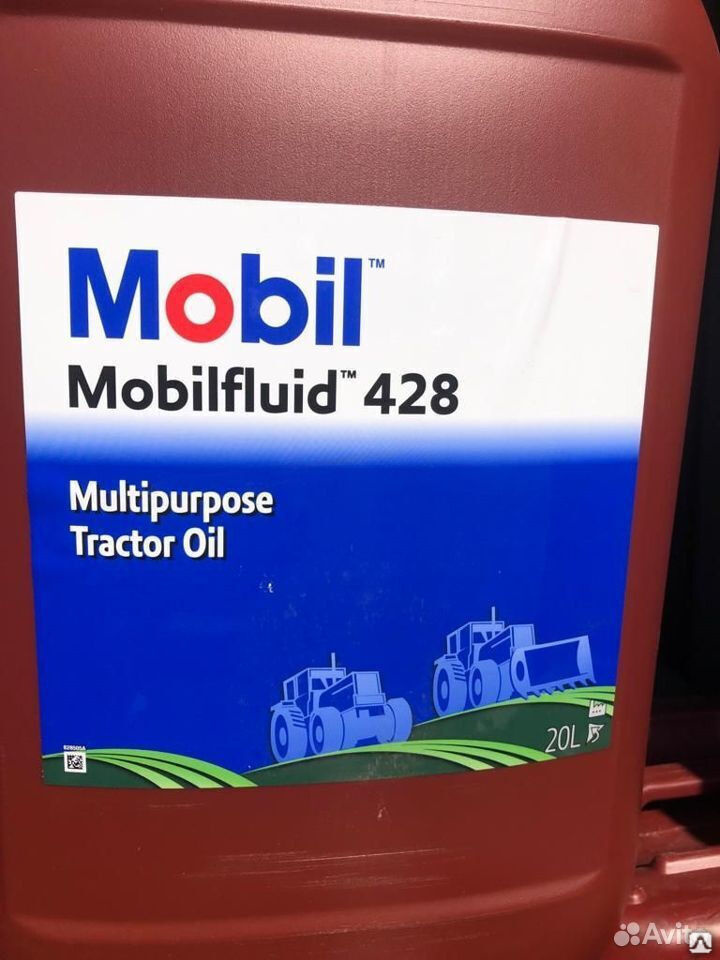 Mobil™
Mobilfluid™ 428
Multipurpose
Tractor Oil
20L
Avito